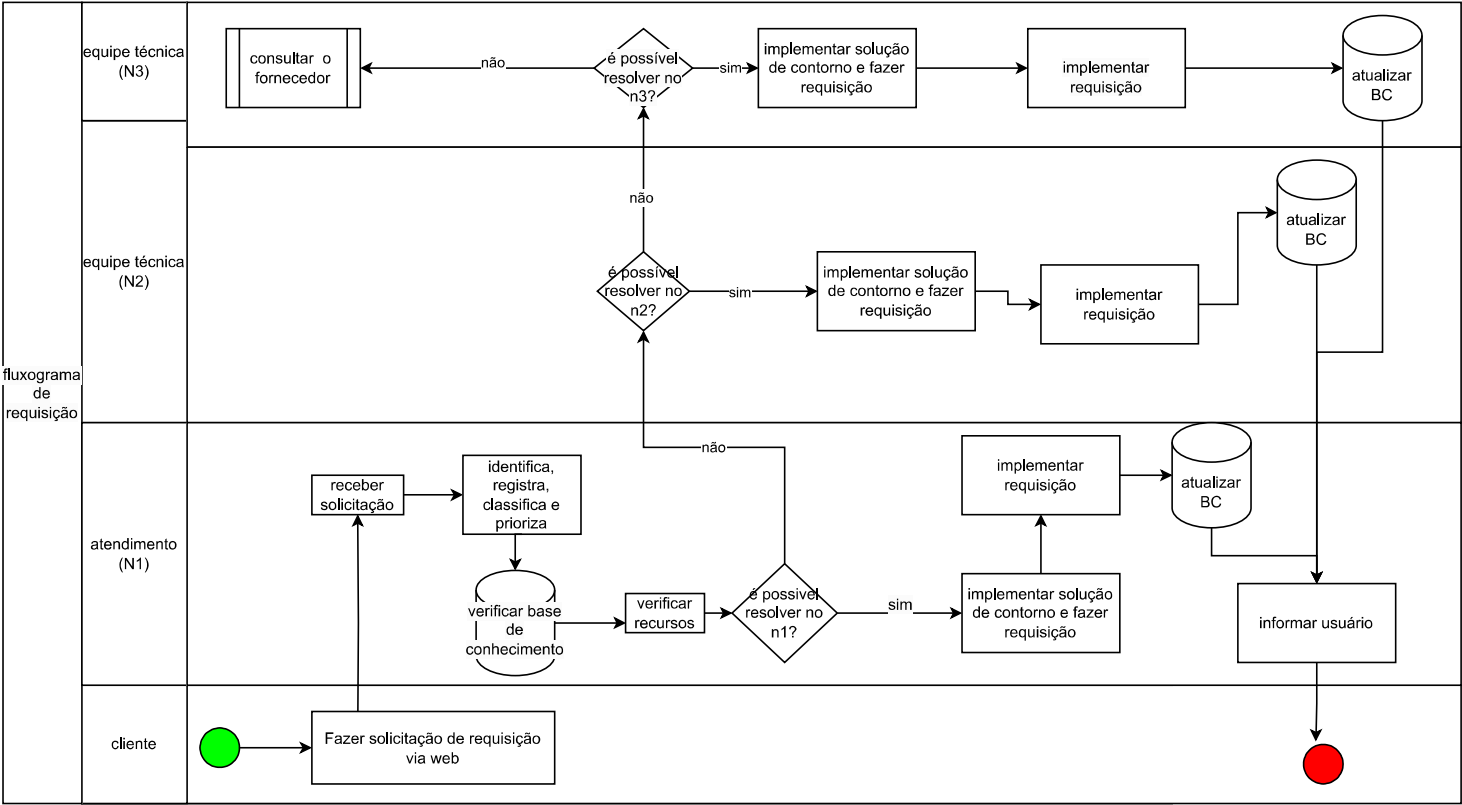 fluxograma
de
requisição
equipe técnica
(N3)
consultar o
fornecedor
não
é possível
resolver no
n3?
sim
implementar solução
de contorno e fazer
requisição
implementar
requisição
atualizar
BC
equipe técnica
(N2)
não
é possível
resolver no
n2?
sim
implementar solução
de contorno e fazer
requisição
implementar
requisição
atualizar
BC
atendimento
(N1)
receber
solicitação
identifica,
registra,
classifica e
prioriza
verificar base
de
conhecimento
verificar
recursos
não
é possivel
resolver no
n1?
sim
implementar solução
de contorno e fazer
requisição
implementar
requisição
atualizar
BC
informar usuário
cliente
Fazer solicitação de requisição
via web